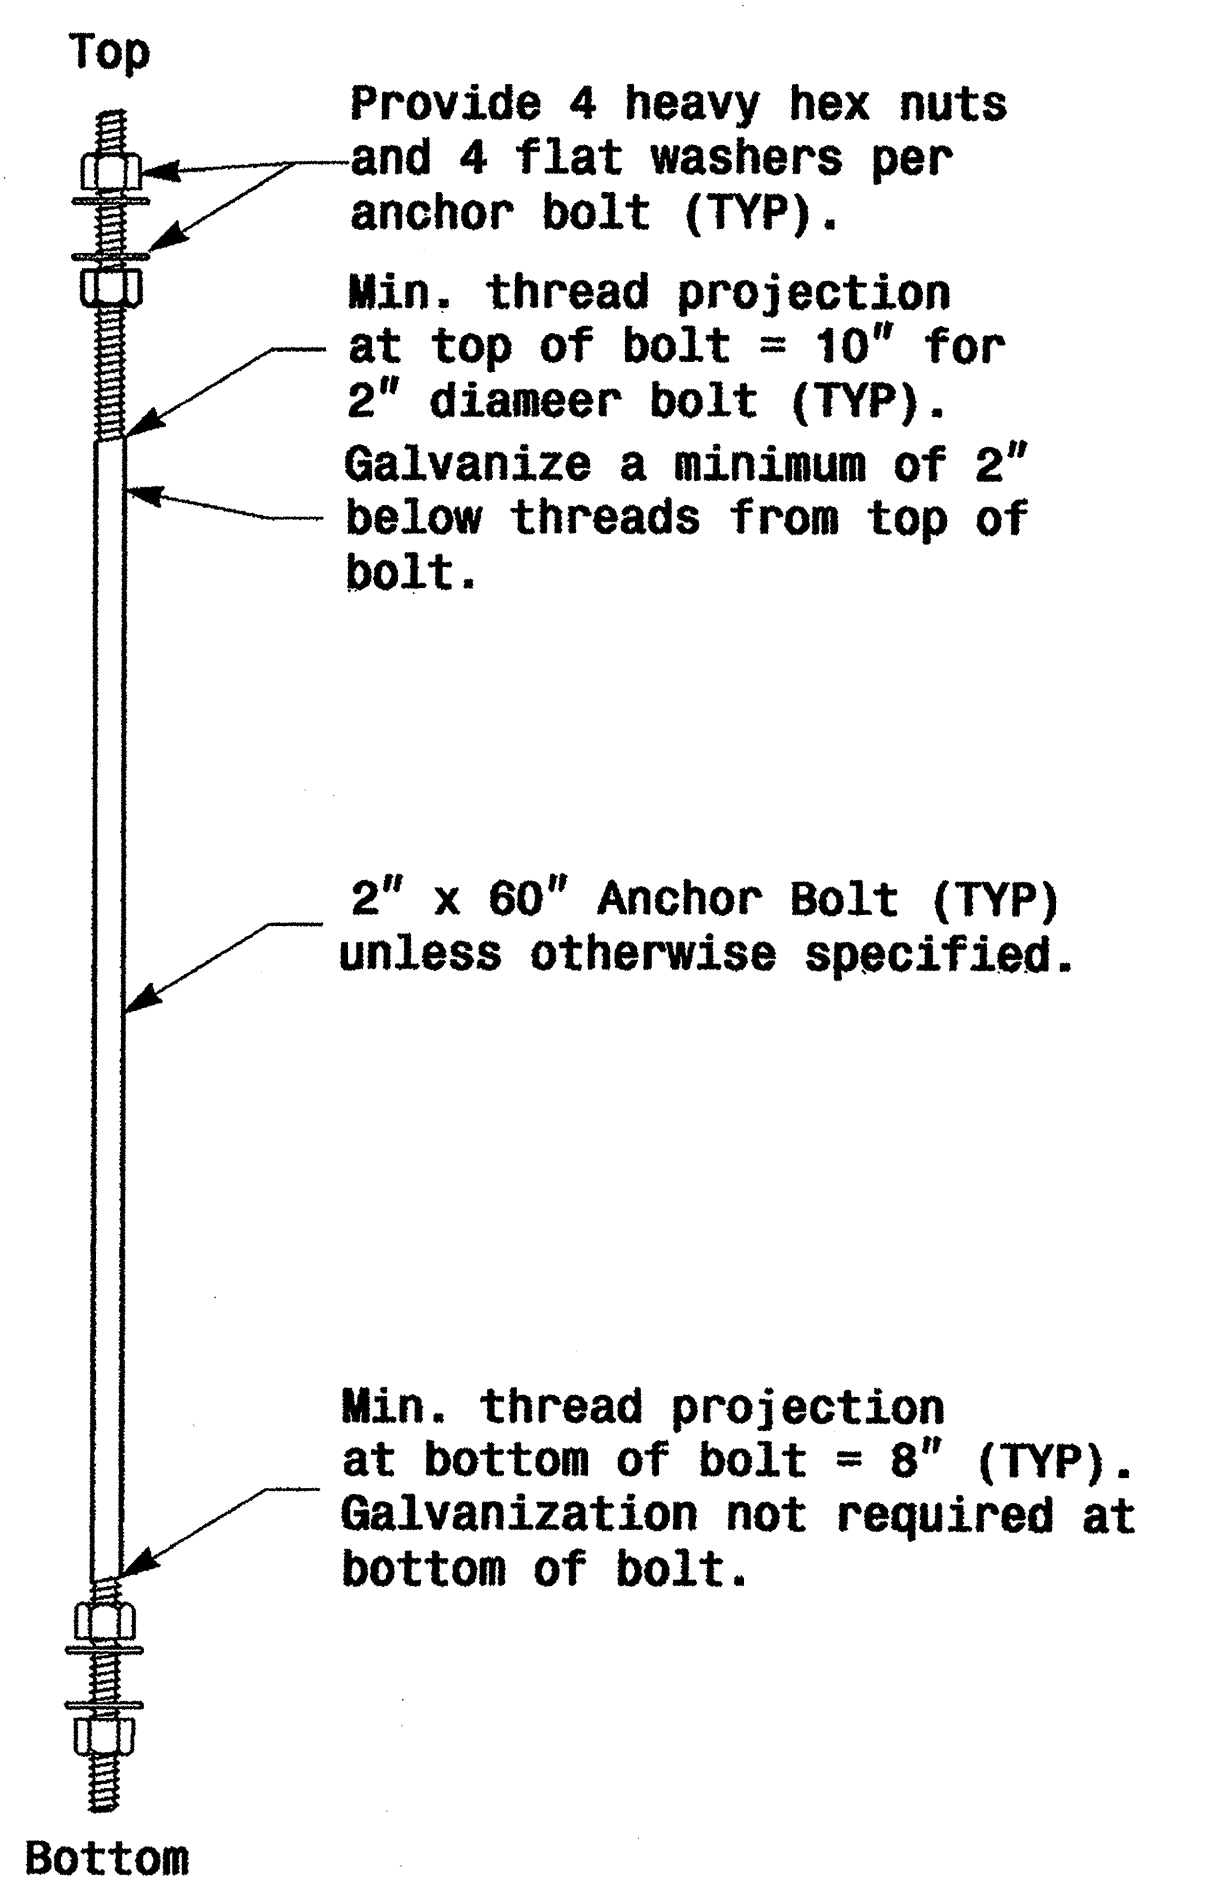 Top
Provide 4 heavy hex nuts
and 4 flat washers per
anchor bolt (TYP).
Min. thread projection
at top of bolt = 10" for
2" diameer bolt (TYP).
Galvanize a minimum of 2"
below threads from top of
bolt.
2" x 60" Anchor Bolt (TYP)
unless otherwise specified.
Min. thread projection
at bottom of bolt = 8" (TYP).
Galvanization not required at
bottom of bolt.
Bottom